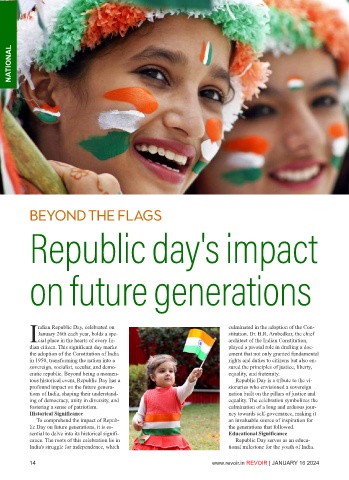 NATIONAL
BEYOND THE FLAGS
Republic day's impact
on future generations
Indian Republic Day, celebrated on
January 26th each year, holds a spe-
cial place in the hearts of every In-
dian citizen. This significant day marks
the adoption of the Constitution of India
in 1950, transforming the nation into a
sovereign, socialist, secular, and demo-
cratic republic. Beyond being a momen-
tous historical event, Republic Day has a
profound impact on the future genera-
tions of India, shaping their understand-
ing of democracy, unity in diversity, and
fostering a sense of patriotism.
Historical Significance
To comprehend the impact of Repub-
lic Day on future generations, it is es-
sential to delve into its historical signifi-
cance. The roots of this celebration lie in
India's struggle for independence, which
culminated in the adoption of the Con-
stitution. Dr. B.R. Ambedkar, the chief
architect of the Indian Constitution,
played a pivotal role in drafting a doc-
ument that not only granted fundamental
rights and duties to citizens but also en-
sured the principles of justice, liberty,
equality, and fraternity.
Republic Day is a tribute to the vi-
sionaries who envisioned a sovereign
nation built on the pillars of justice and
equality. The celebration symbolizes the
culmination of a long and arduous jour-
ney towards self-governance, making it
an invaluable source of inspiration for
the generations that followed.
Educational Significance
Republic Day serves as an educa-
tional milestone for the youth of India.
14
www.revoir.in REVOIR | JANUARY 16 2024